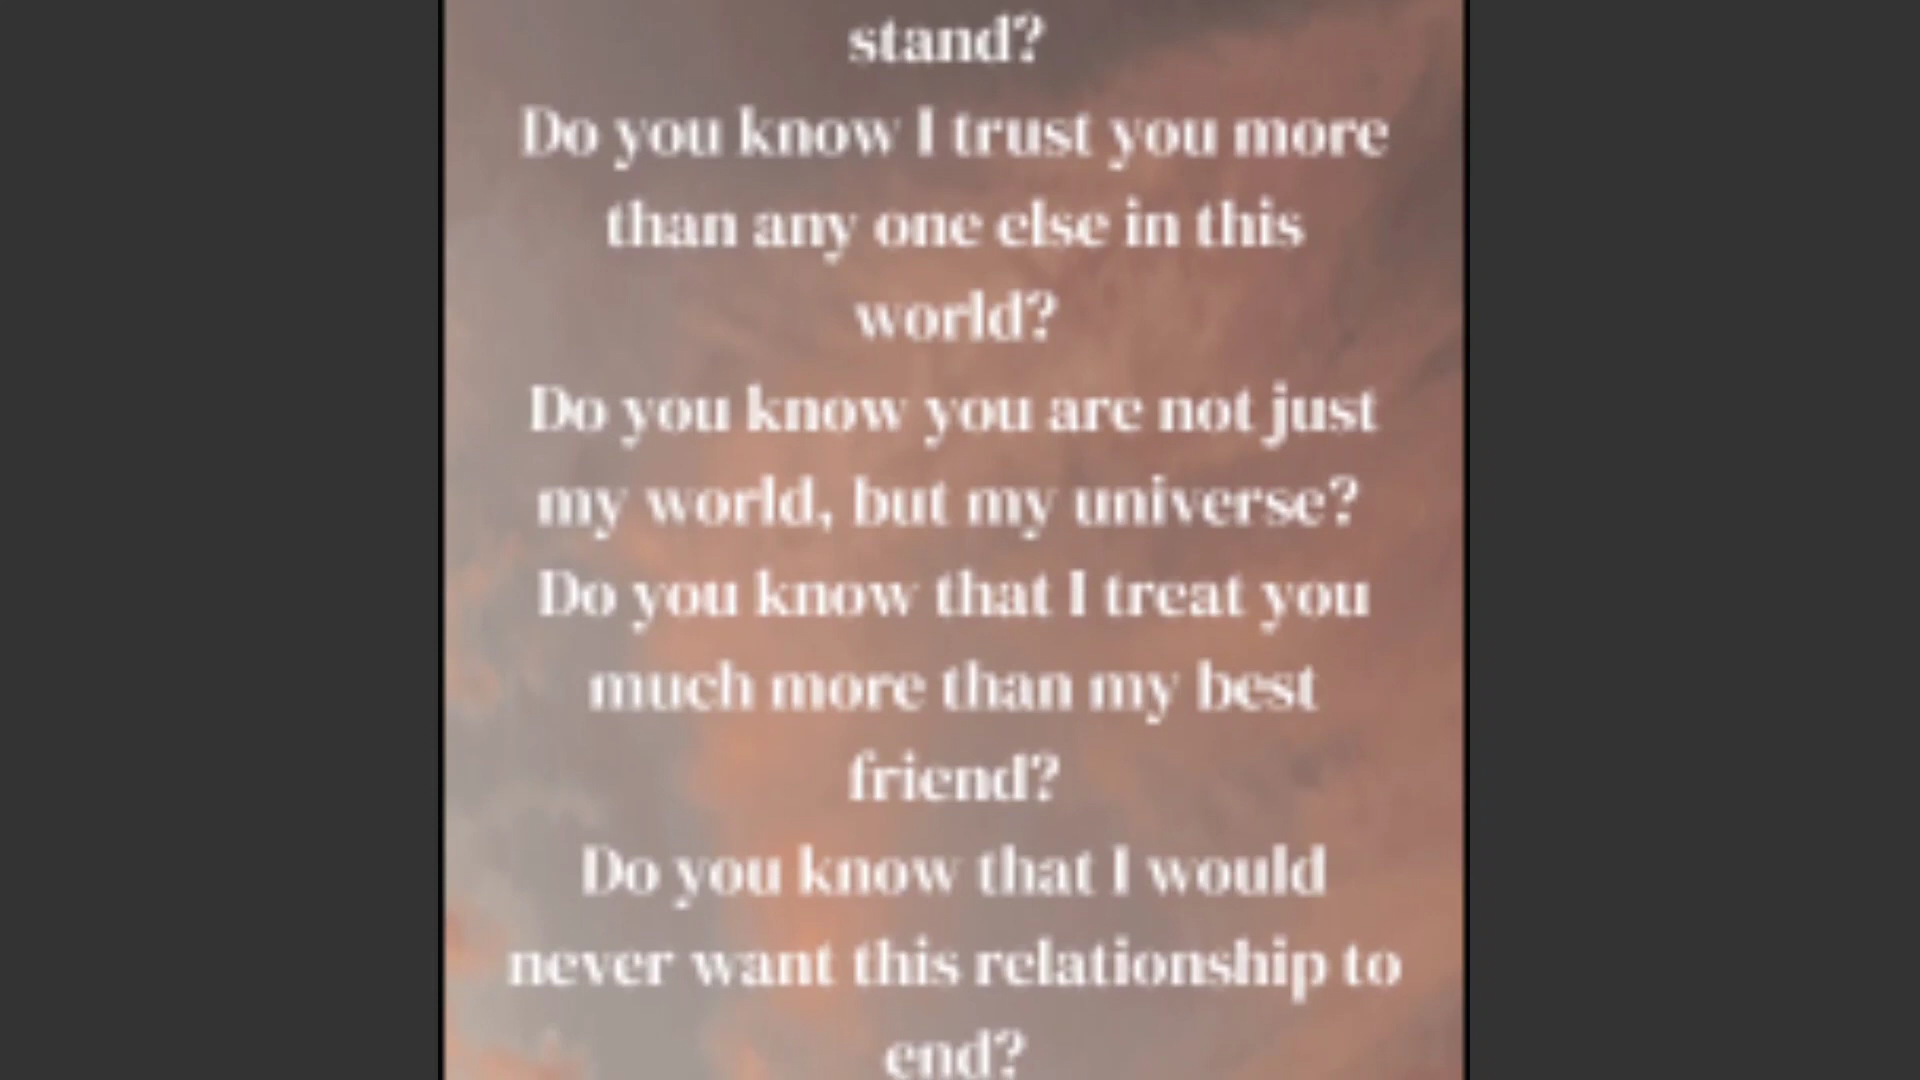 stand?
Do you know I trust you more
than any one else in this
world?
Do you know you are not just
my world, but my universe?
Do you know that I treat you
much more than my best
friend?
Do you know that I would
never want this relationship to
end?